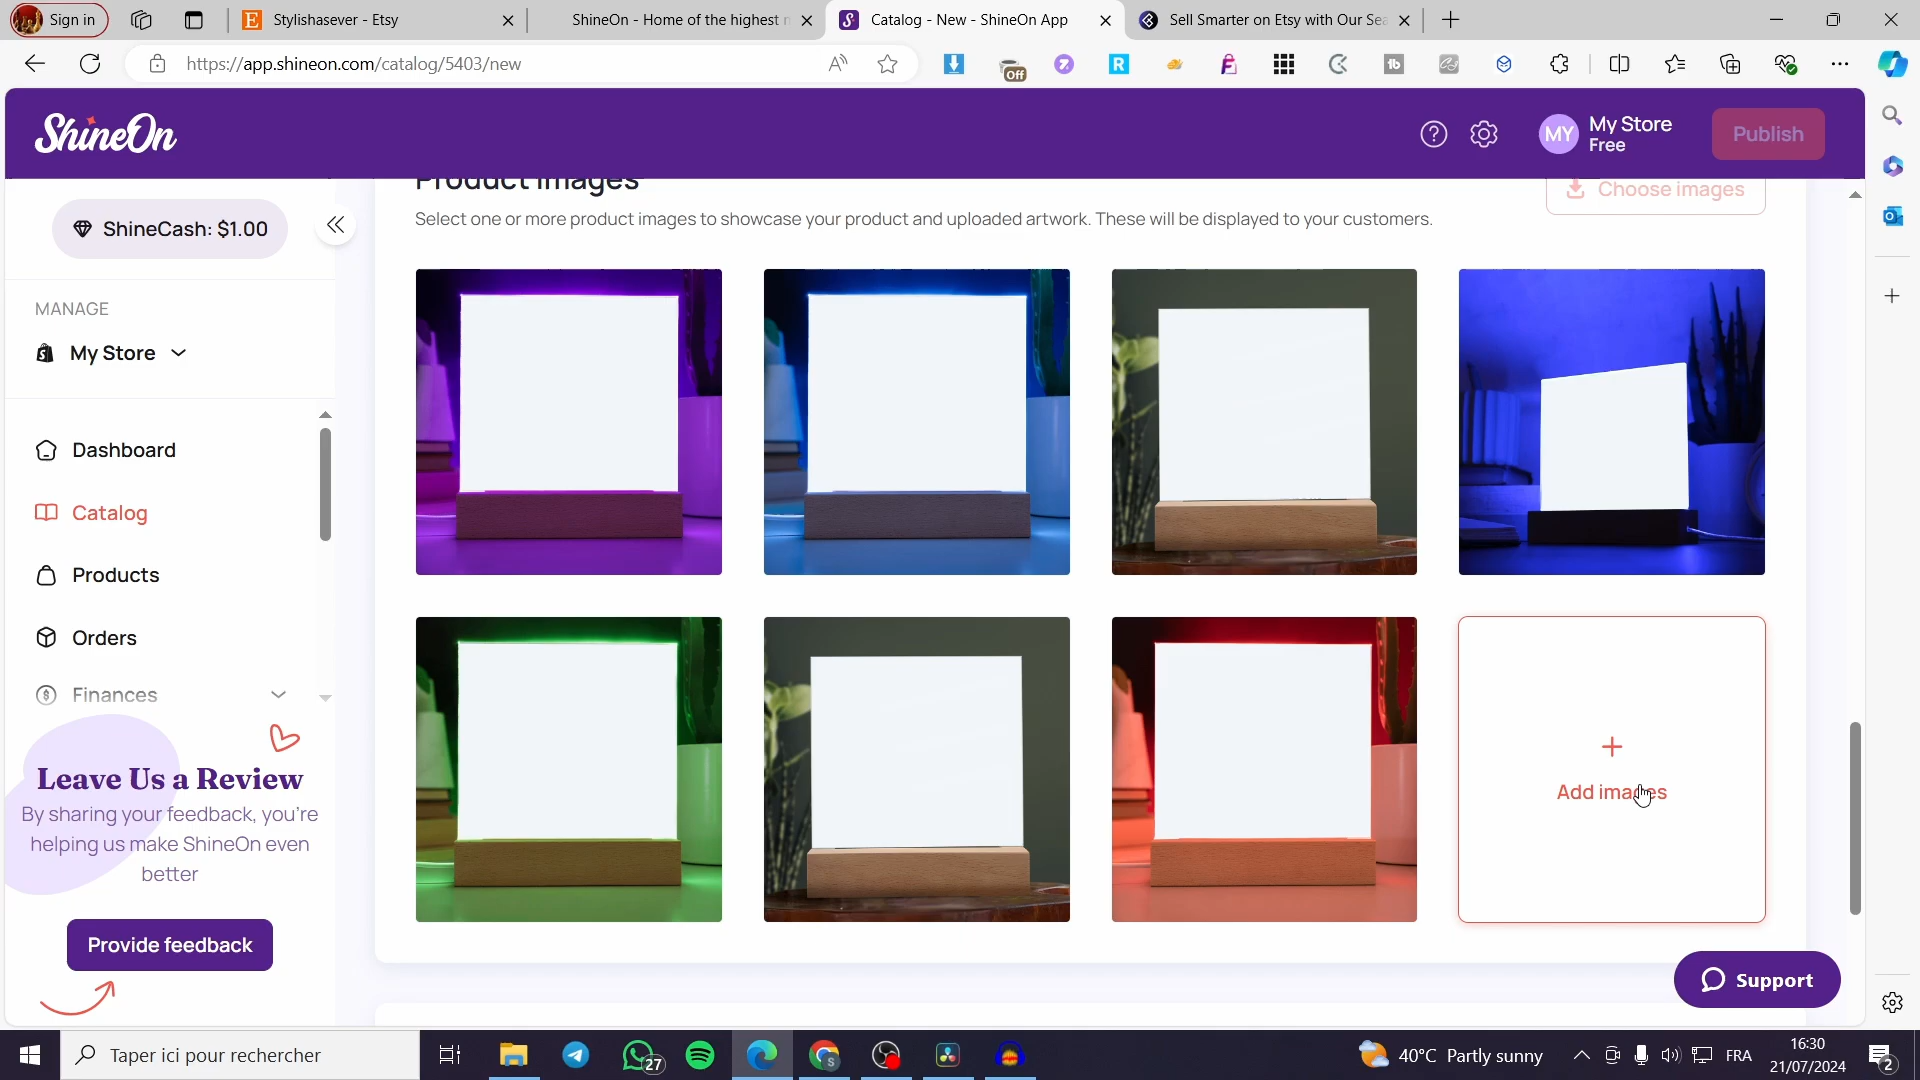 Sign in
Stylishasever - Etsy
ShineOn - Home of the highest
Catalog - New - ShineOn App
Sell Smarter on Etsy with Our Sea
https://app.shineon.com/catalog/5403/new
Off
ShineOn
MY
My Store
Free
Publish
ShineCash: $1.00
MANAGE
My Store
Dashboard
Catalog
Products
Orders
Finances
Leave Us a Review
By sharing your feedback, you're
helping us make ShineOn even
better
Provide feedback
Product Images
Choose images
Select one or more product images to showcase your product and uploaded artwork. These will be displayed to your customers.
Add images
Support
Taper ici pour rechercher
27
40°C Partly sunny
FRA
16:30
21/07/2024
2